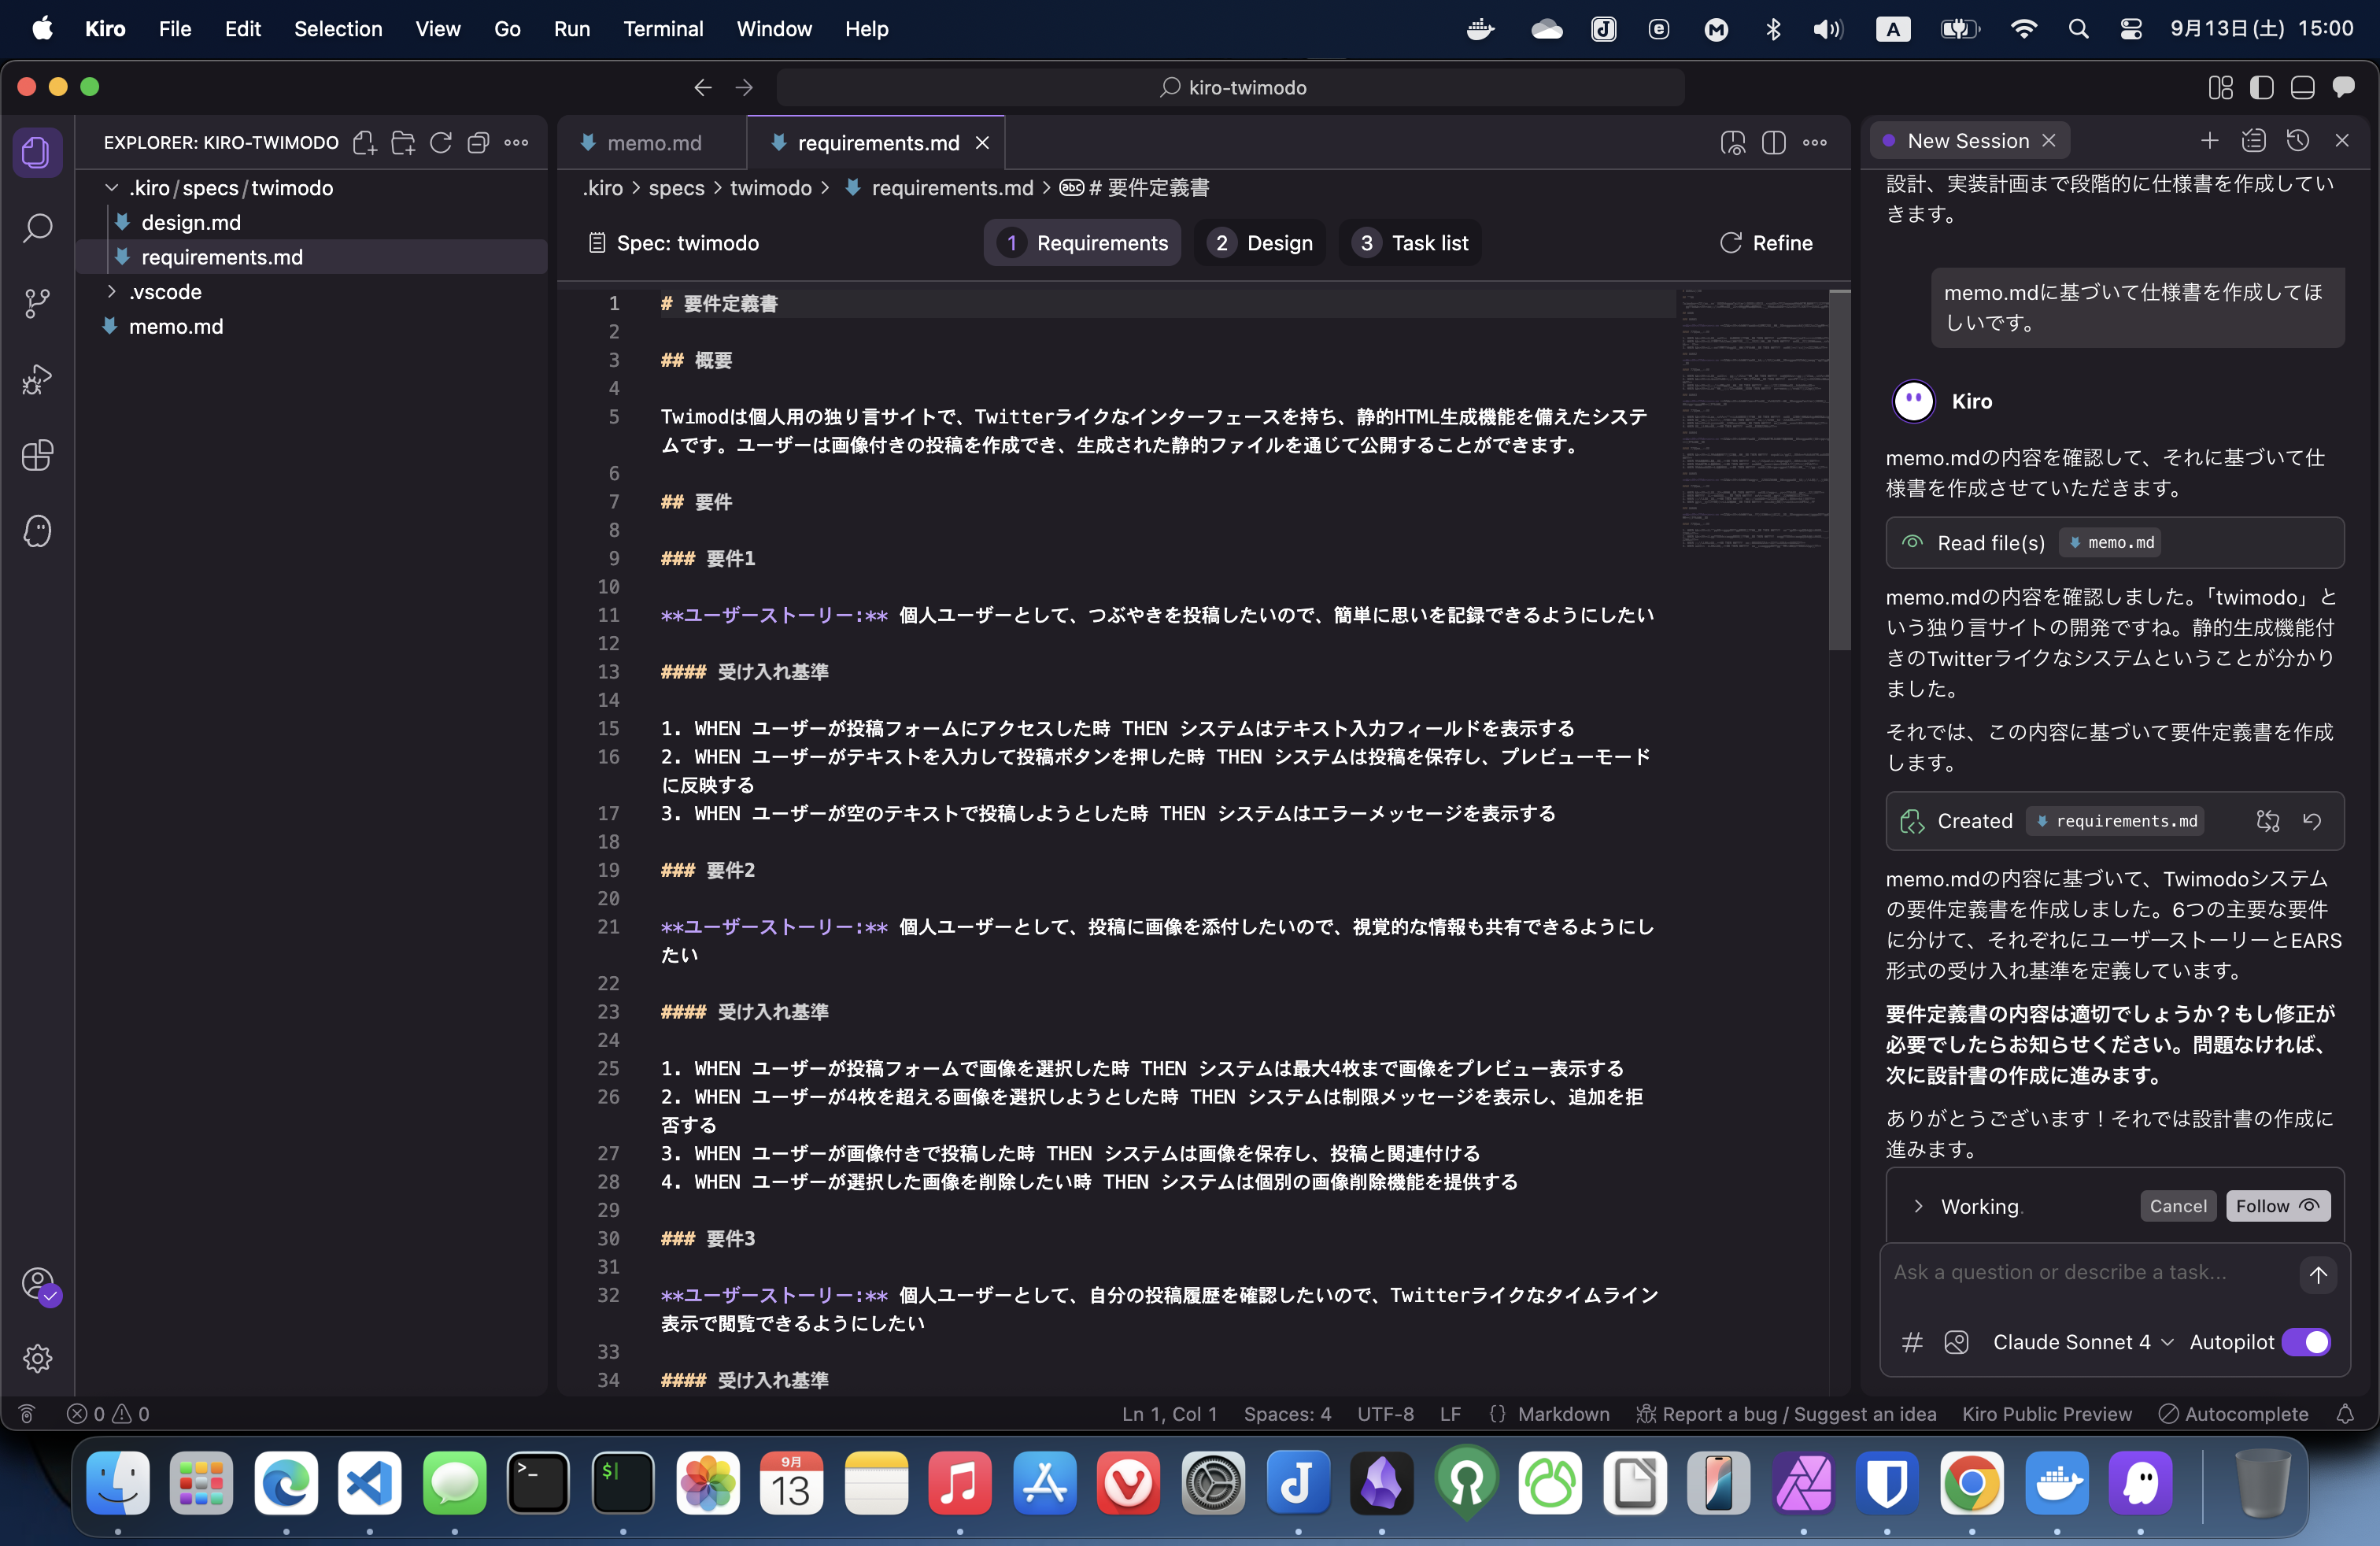 Kiro File Edit Selection View Go Run Terminal Window Help
A 9月13日(土) 15:00
kiro-twimodo
EXPLORER: KIRO-TWIMODO
.kiro/specs/twimodo
design.md
requirements.md
.vscode
memo.md
memo.md requirements.md
.kiro > specs > twimodo > requirements.md > # 要件定義書
Spec: twimodo 1 Requirements 2 Design 3 Task list Refine
1 # 要件定義書
2
3 ## 概要
4
5 Twimodは個人用の独り言サイトで、Twitterライクなインターフェースを持ち、静的HTML生成機能を備えたシステ
ムです。ユーザーは画像付きの投稿を作成でき、生成された静的ファイルを通じて公開することができます。
6
7 ## 要件
8
9 ### 要件1
10
11 **ユーザーストーリー:** 個人ユーザーとして、つぶやきを投稿したいので、簡単に思いを記録できるようにしたい
12
13 #### 受け入れ基準
14
15 1. WHEN ユーザーが投稿フォームにアクセスした時 THEN システムはテキスト入力フィールドを表示する
16 2. WHEN ユーザーがテキストを入力して投稿ボタンを押した時 THEN システムは投稿を保存し、プレビューモード
に反映する
17 3. WHEN ユーザーが空のテキストで投稿しようとした時 THEN システムはエラーメッセージを表示する
18
19 ### 要件2
20
21 **ユーザーストーリー:** 個人ユーザーとして、投稿に画像を添付したいので、視覚的な情報も共有できるようにし
たい
22
23 #### 受け入れ基準
24
25 1. WHEN ユーザーが投稿フォームで画像を選択した時 THEN システムは最大4枚まで画像をプレビュー表示する
26 2. WHEN ユーザーが4枚を超える画像を選択しようとした時 THEN システムは制限メッセージを表示し、追加を拒
否する
27 3. WHEN ユーザーが画像付きで投稿した時 THEN システムは画像を保存し、投稿と関連付ける
28 4. WHEN ユーザーが選択した画像を削除したい時 THEN システムは個別の画像削除機能を提供する
29
30 ### 要件3
31
32 **ユーザーストーリー:** 個人ユーザーとして、自分の投稿履歴を確認したいので、Twitterライクなタイムライン
表示で閲覧できるようにしたい
33
34 #### 受け入れ基準
New Session
設計、実装計画まで段階的に仕様書を作成してい
きます。
memo.mdに基づいて仕様書を作成してほ
しいです。
Kiro
memo.mdの内容を確認して、それに基づいて仕
様書を作成させていただきます。
Read file(s) memo.md
memo.mdの内容を確認しました。「twimodo」と
いう独り言サイトの開発ですね。静的生成機能付
きのTwitterライクなシステムということが分かり
ました。
それでは、この内容に基づいて要件定義書を作成
します。
Created requirements.md
memo.mdの内容に基づいて、Twimodoシステム
の要件定義書を作成しました。6つの主要な要件
に分けて、それぞれにユーザーストーリーとEARS
形式の受け入れ基準を定義しています。
要件定義書の内容は適切でしょうか？もし修正が
必要でしたらお知らせください。問題なければ、
次に設計書の作成に進みます。
ありがとうございます！それでは設計書の作成に
進みます。
Working. Cancel Follow
Ask a question or describe a task...
# Claude Sonnet 4 Autopilot
0 0 Ln 1, Col 1 Spaces: 4 UTF-8 LF {} Markdown Report a bug / Suggest an idea Kiro Public Preview Autocomplete
9月
13